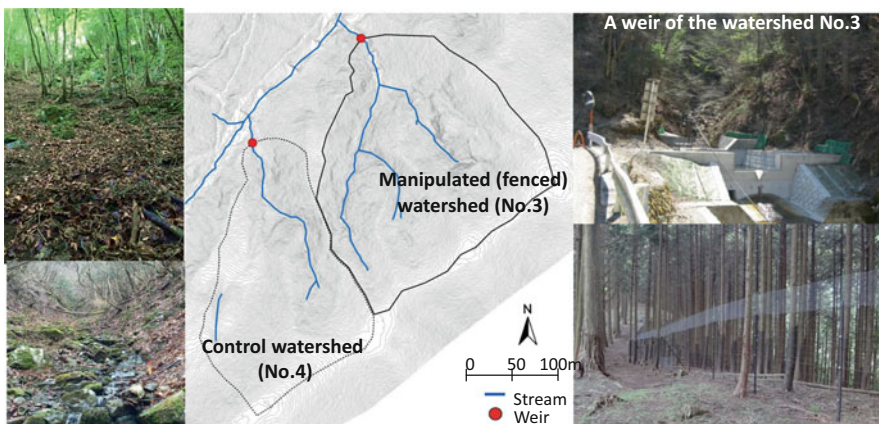 A weir of the watershed No.3
Manipulated (fenced)
watershed (No.3)
Control watershed
(No.4)
N
0 50 100m
Stream
Weir